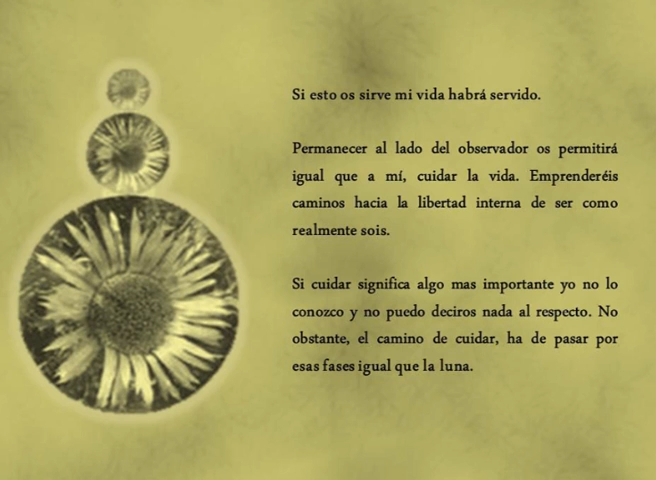 Si esto os sirve mi vida habrá servido.
Permanecer al lado del observador os permitirá
igual que a mí, cuidar la vida. Emprenderéis
caminos hacia la libertad interna de ser como
realmente sois.
Si cuidar significa algo mas importante yo no lo
conozco y no puedo deciros nada al respecto. No
obstante, el camino de cuidar, ha de pasar por
esas fases igual que la luna.